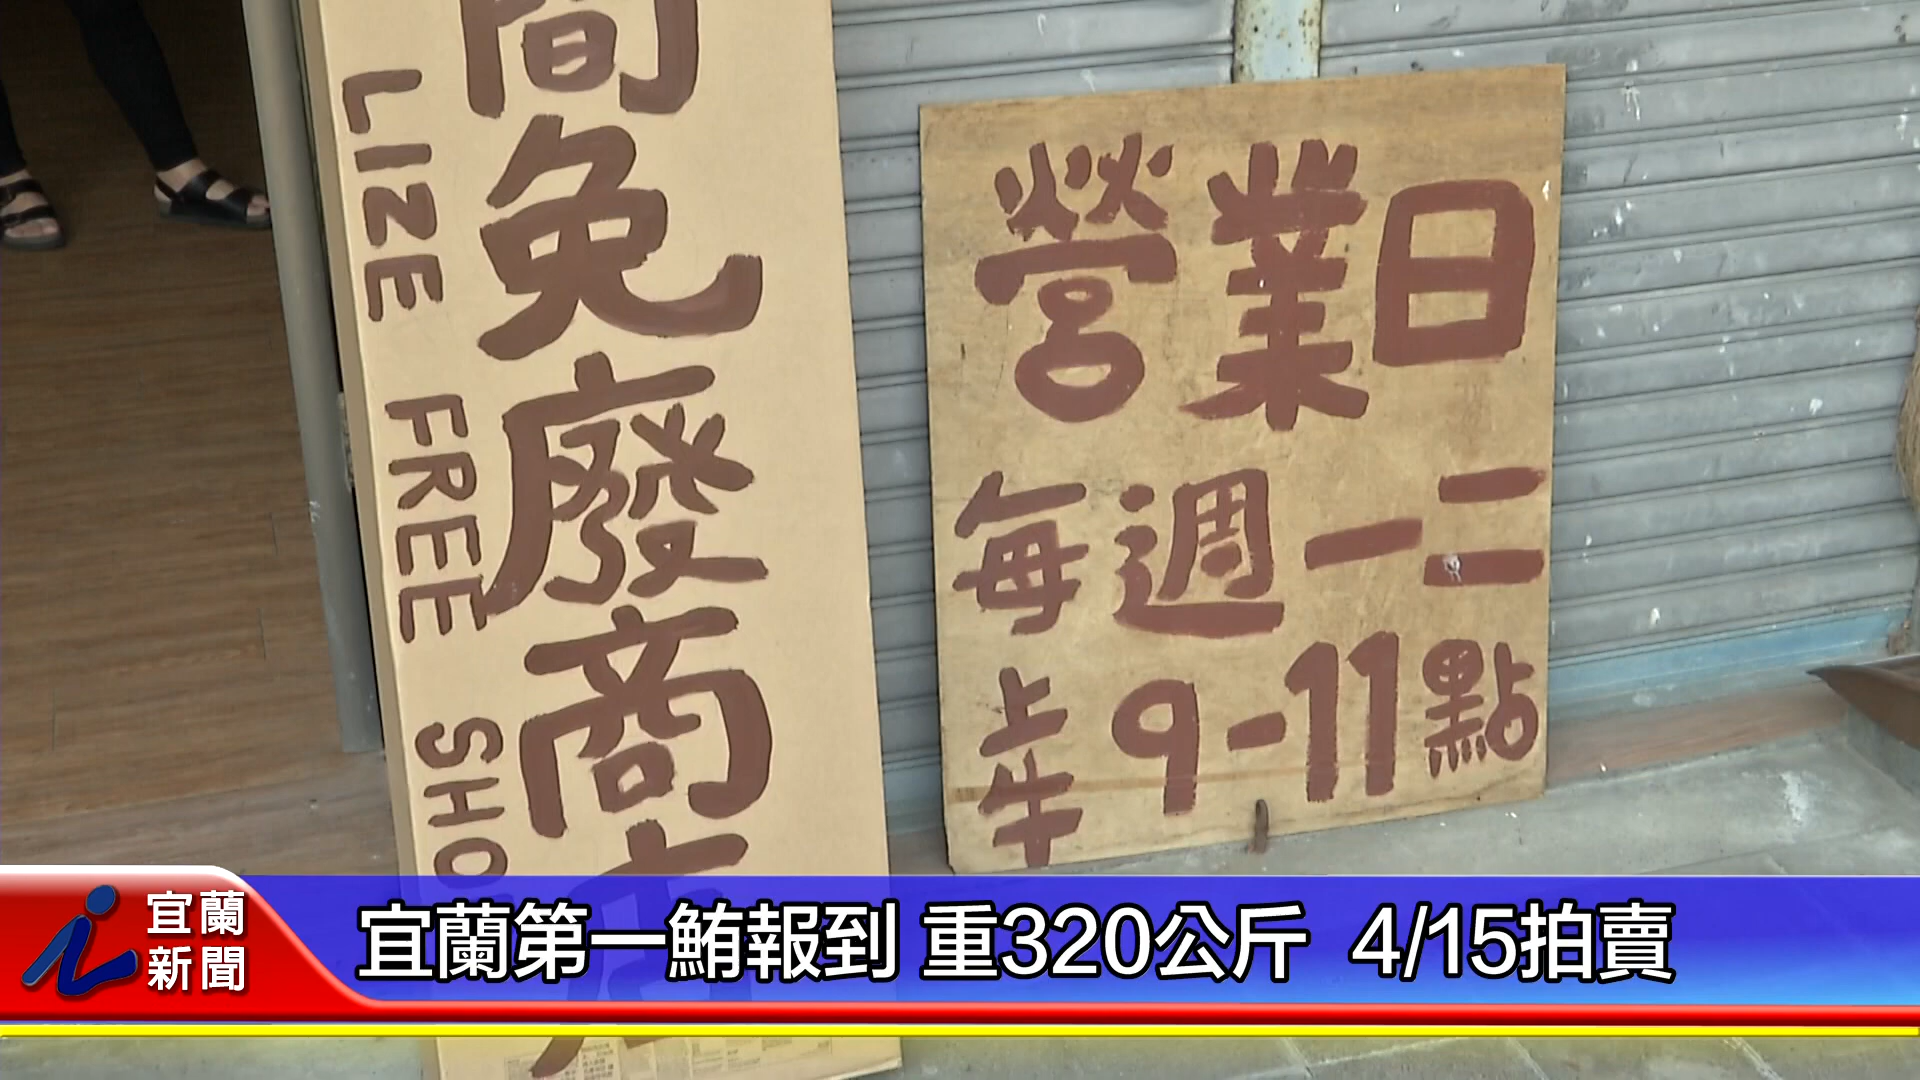 間免廢商店
LIZE FREE SHO
營業日
每週一二
上午9-11點
宜蘭
新聞
宜蘭第一鮪報到 重320公斤 4/15拍賣